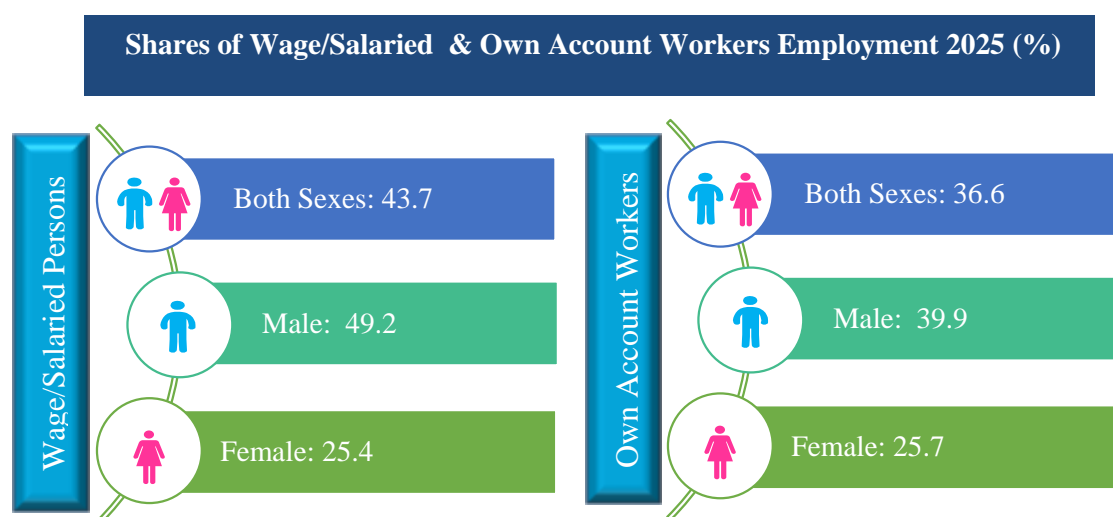 Shares of Wage/Salaried & Own Account Workers Employment 2025 (%)
Wage/Salaried Persons
Both Sexes: 43.7
Male: 49.2
Female: 25.4
Own Account Workers
Both Sexes: 36.6
Male: 39.9
Female: 25.7